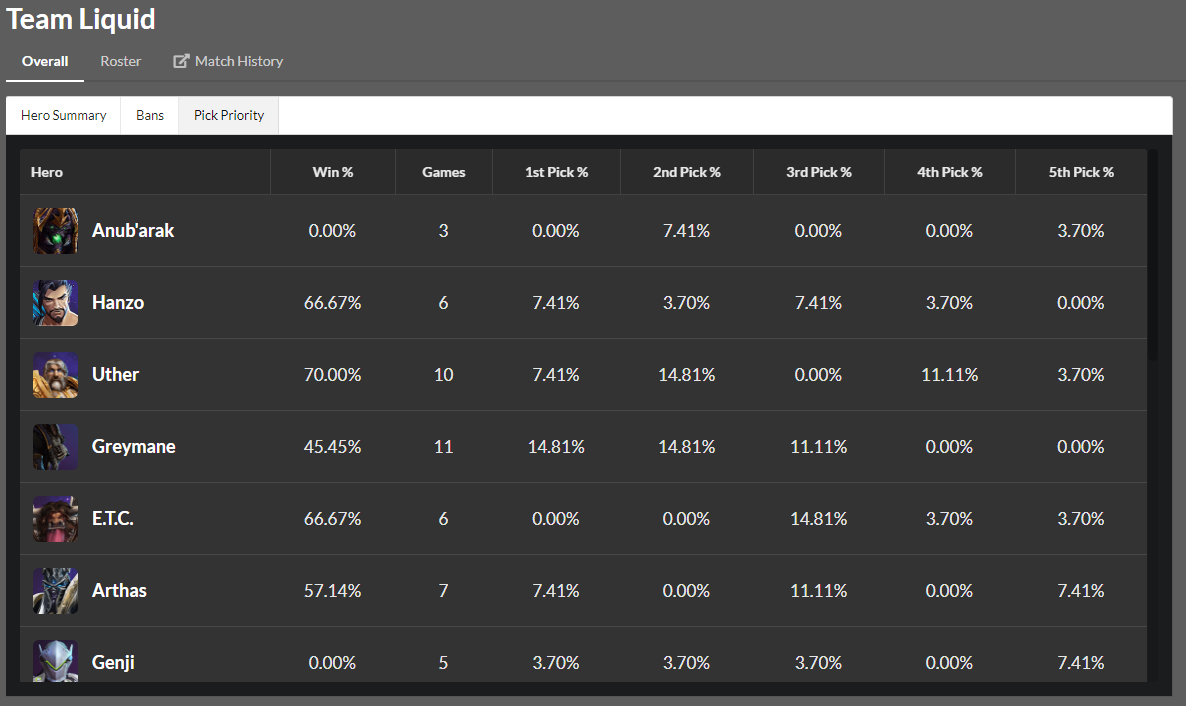 Team Liquid
Overall Roster Match History
Hero Summary Bans Pick Priority
Hero Win % Games 1st Pick % 2nd Pick % 3rd Pick % 4th Pick % 5th Pick %
Anub'arak 0.00% 3 0.00% 7.41% 0.00% 0.00% 3.70%
Hanzo 66.67% 6 7.41% 3.70% 7.41% 3.70% 0.00%
Uther 70.00% 10 7.41% 14.81% 0.00% 11.11% 3.70%
Greymane 45.45% 11 14.81% 14.81% 11.11% 0.00% 0.00%
E.T.C. 66.67% 6 0.00% 0.00% 14.81% 3.70% 3.70%
Arthas 57.14% 7 7.41% 0.00% 11.11% 0.00% 7.41%
Genji 0.00% 5 3.70% 3.70% 3.70% 0.00% 7.41%